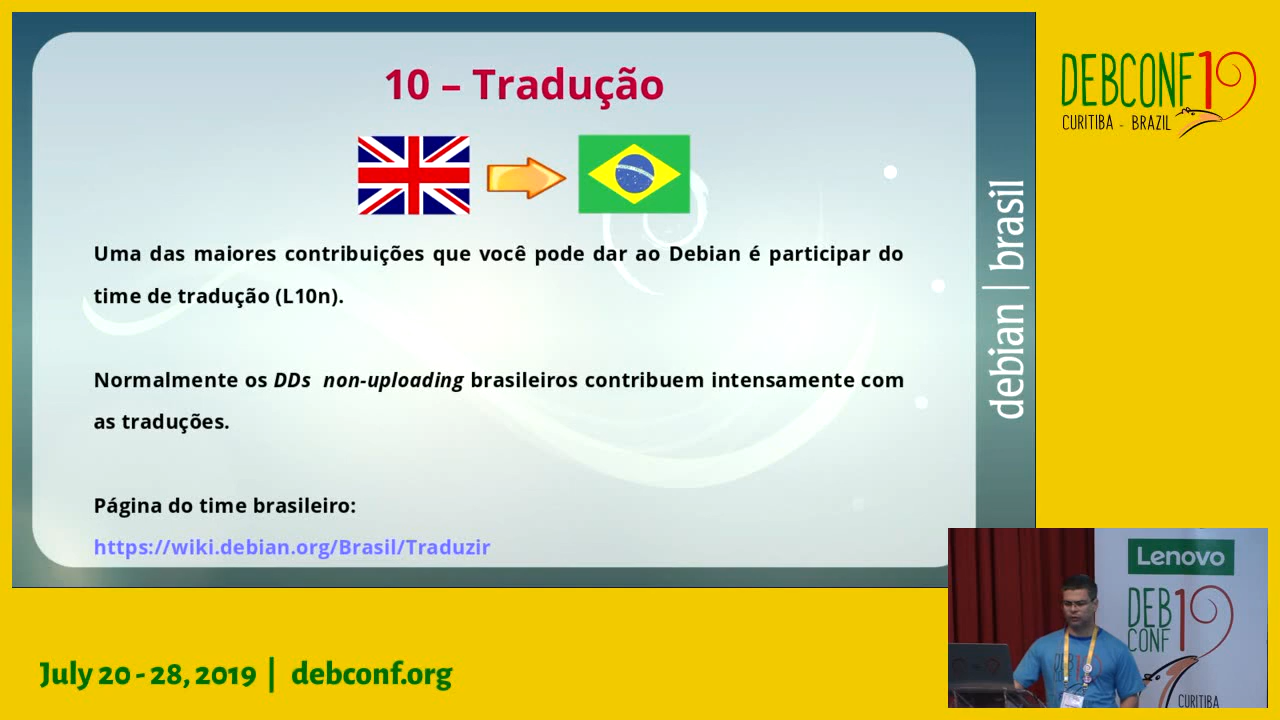 10 – Tradução
Uma das maiores contribuições que você pode dar ao Debian é participar do
time de tradução (L10n).
Normalmente os DDs non-uploading brasileiros contribuem intensamente com
as traduções.
Página do time brasileiro:
https://wiki.debian.org/Brasil/Traduzir
debian | brasil
DEBCONF19
CURITIBA - BRAZIL
Lenovo
DEB19
CONF
CURITIBA
July 20 - 28, 2019 | debconf.org